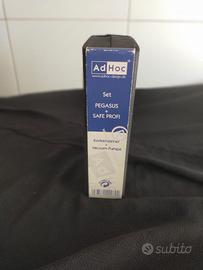 AdHoc
www.adhoc-design.de
Set
PEGASUS
+
SAFE PROFI
Korkenzieher
+
Vacuum-Pumpe
subito